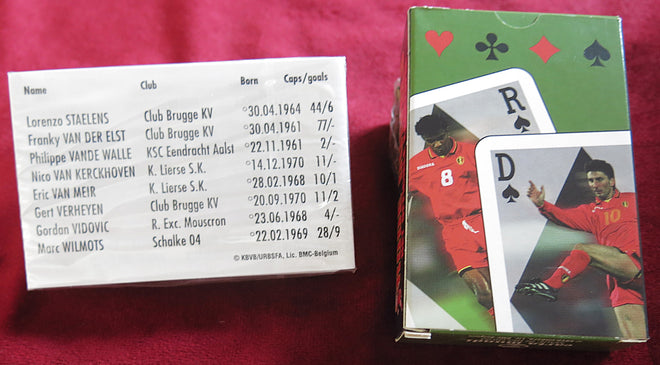 Name Club Born Caps/goals
Lorenzo STAELENS Club Brugge KV °30.04.1964 44/6
Franky VAN DER ELST Club Brugge KV °30.04.1961 77/-
Philippe VANDE WALLE KSC Eendracht Aalst °22.11.1961 2/-
Nico VAN KERCKHOVEN K. Lierse S.K. °14.12.1970 11/-
Eric VAN MEIR K. Lierse S.K. °28.02.1968 10/1
Gert VERHEYEN Club Brugge KV °20.09.1970 11/2
Gordan VIDOVIC R. Exc. Mouscron °23.06.1968 4/-
Marc WILMOTS Schalke 04 °22.02.1969 28/9
© KBVB/URBSFA, Lic. BMC-Belgium
R
8
D
10